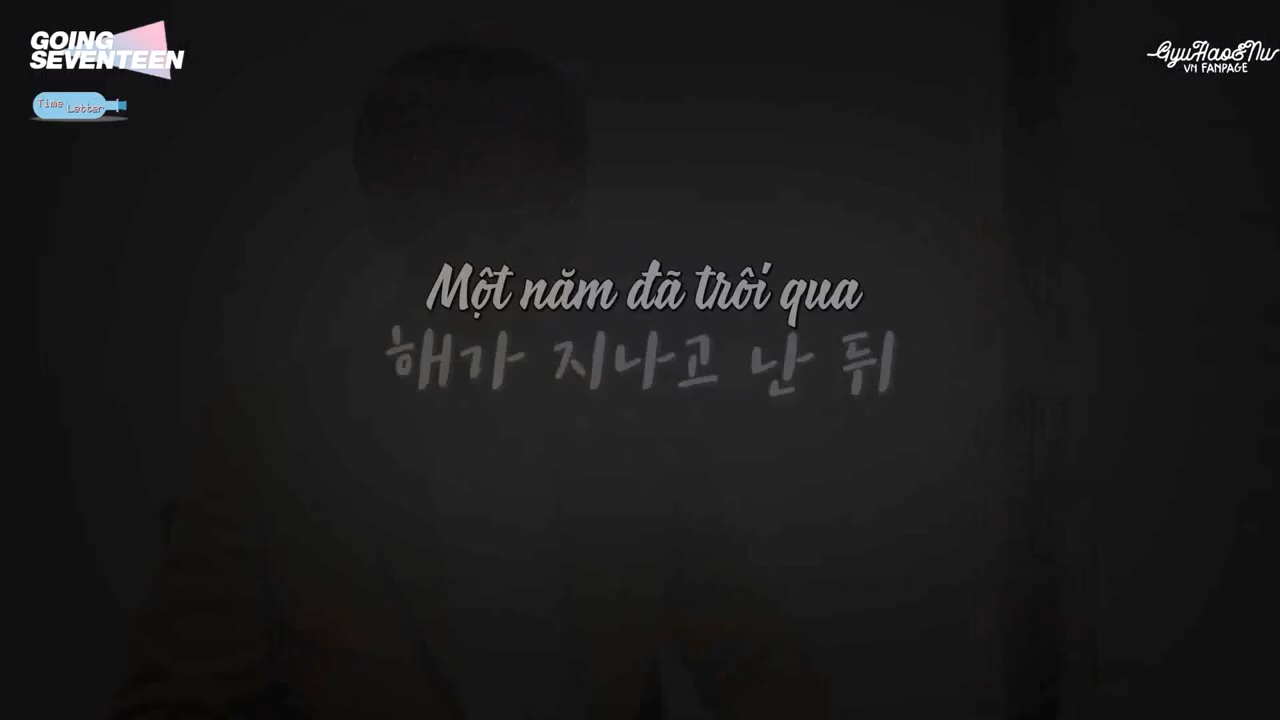 GOING
SEVENTEEN
Time Letter
GyuHao&Nu
VN FANPAGE
Một năm đã trôi qua
해가 지나고 난 뒤